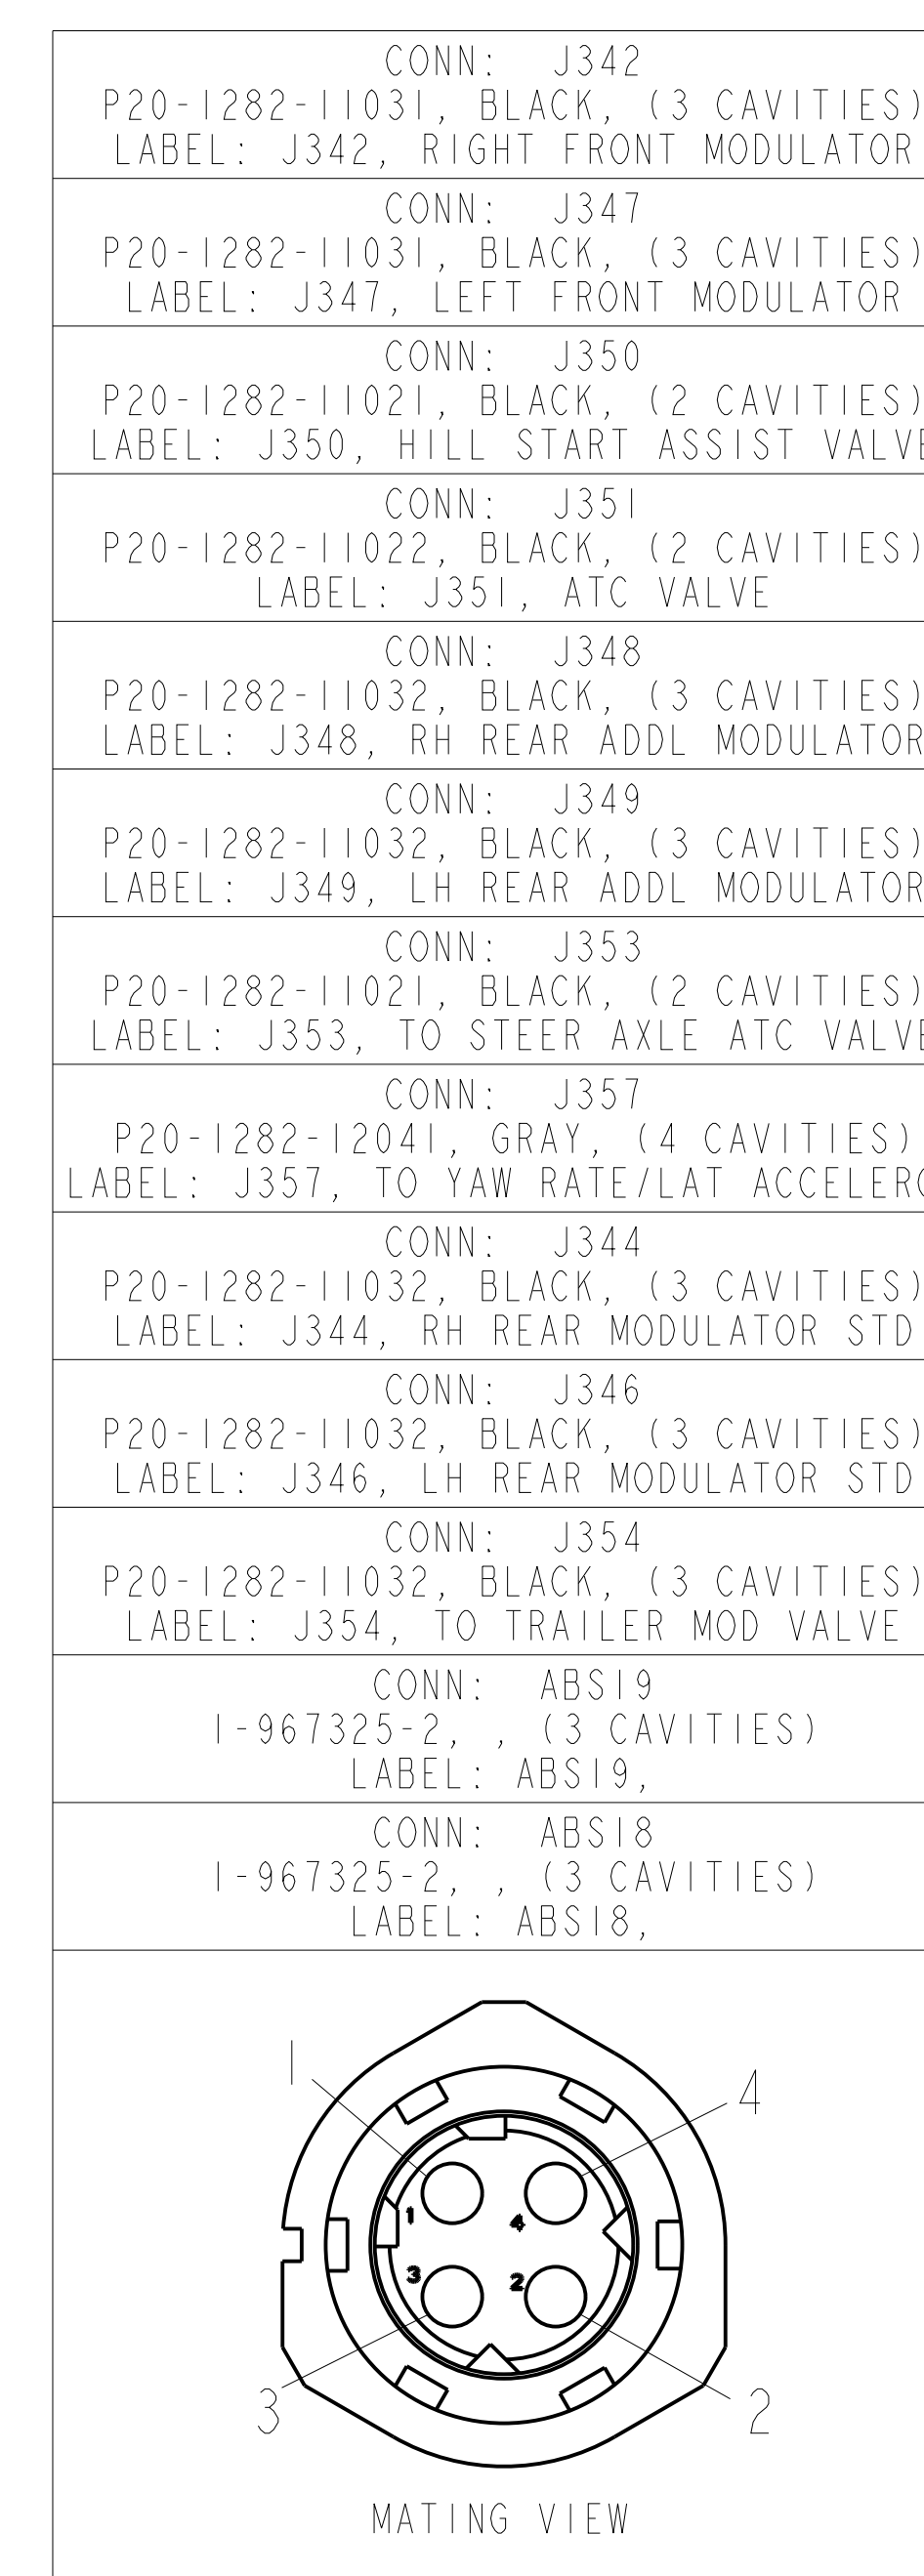 CONN: J342
P20-1282-11031, BLACK, (3 CAVITIES)
LABEL: J342, RIGHT FRONT MODULATOR
CONN: J347
P20-1282-11031, BLACK, (3 CAVITIES)
LABEL: J347, LEFT FRONT MODULATOR
CONN: J350
P20-1282-11021, BLACK, (2 CAVITIES)
LABEL: J350, HILL START ASSIST VALVE
CONN: J351
P20-1282-11022, BLACK, (2 CAVITIES)
LABEL: J351, ATC VALVE
CONN: J348
P20-1282-11032, BLACK, (3 CAVITIES)
LABEL: J348, RH REAR ADDL MODULATOR
CONN: J349
P20-1282-11032, BLACK, (3 CAVITIES)
LABEL: J349, LH REAR ADDL MODULATOR
CONN: J353
P20-1282-11021, BLACK, (2 CAVITIES)
LABEL: J353, TO STEER AXLE ATC VALVE
CONN: J357
P20-1282-12041, GRAY, (4 CAVITIES)
LABEL: J357, TO YAW RATE/LAT
CONN: J344
P20-1282-11032, BLACK, (3 CAVITIES)
LABEL: J344, RH REAR MODULATOR STD
CONN: J346
P20-1282-11032, BLACK, (3 CAVITIES)
LABEL: J346, LH REAR MODULATOR STD
CONN: J354
P20-1282-11032, BLACK, (3 CAVITIES)
LABEL: J354, TO TRAILER MOD VALVE
CONN: ABS19
1-967325-2, , (3 CAVITIES)
LABEL: ABS19,
CONN: ABS18
1-967325-2, , (3 CAVITIES)
LABEL: ABS18,
1
4
1
4
3
2
3
2
MATING VIEW